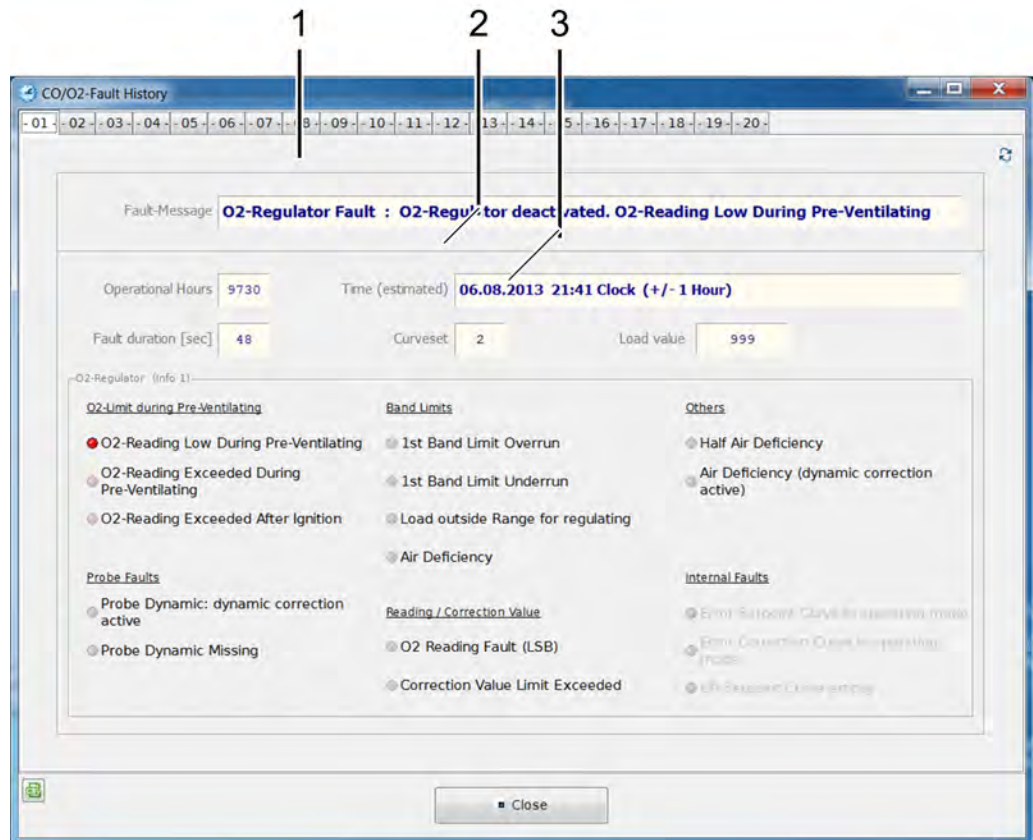 1 2 3
CO/O2-Fault History
- 01 - - 02 - - 03 - - 04 - - 05 - - 06 - - 07 - 8 - - 09 - - 10 - - 11 - - 12 - 13 - - 14 - 5 - - 16 - - 17 - - 18 - - 19 - - 20 -
Fault-Message O2-Regulator Fault : O2-Regulator deactivated. O2-Reading Low During Pre-Ventilating
Operational Hours 9730 Time (estimated) 06.08.2013 21:41 Clock (+/- 1 Hour)
Fault duration [sec] 48 Curveset 2 Load value 999
O2-Regulator (Info 1)
O2-Limit during Pre-Ventilating Band Limits Others
O2-Reading Low During Pre-Ventilating 1st Band Limit Overrun Half Air Deficiency
O2-Reading Exceeded During
Pre-Ventilating
1st Band Limit Underrun
Air Deficiency (dynamic correction
active)
O2-Reading Exceeded After Ignition Load outside Range for regulating
Air Deficiency
Probe Faults Internal Faults
Probe Dynamic: dynamic correction
active
Reading / Correction Value
Probe Dynamic Missing O2 Reading Fault (LSB)
Correction Value Limit Exceeded
Close